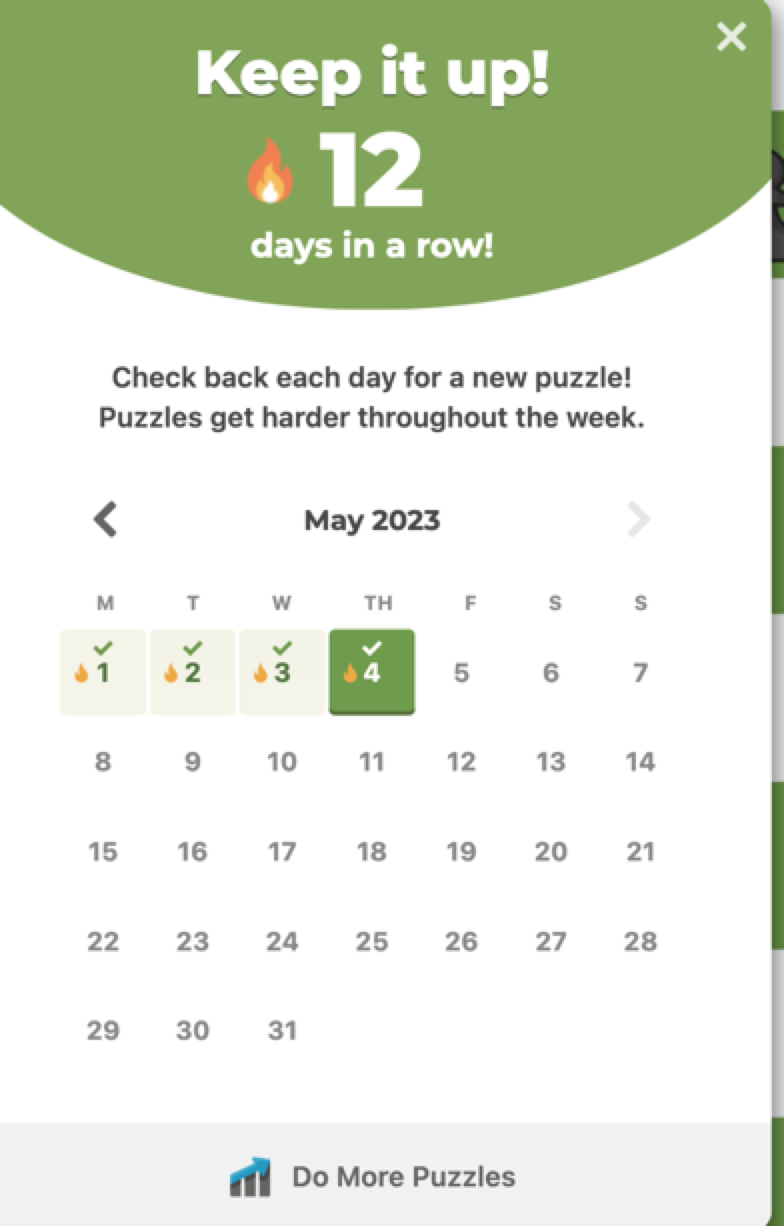 Keep it up!
12
days in a row!
Check back each day for a new puzzle!
Puzzles get harder throughout the week.
May 2023
M T W TH F S S
1 2 3 4 5 6 7
8 9 10 11 12 13 14
15 16 17 18 19 20 21
22 23 24 25 26 27 28
29 30 31
Do More Puzzles